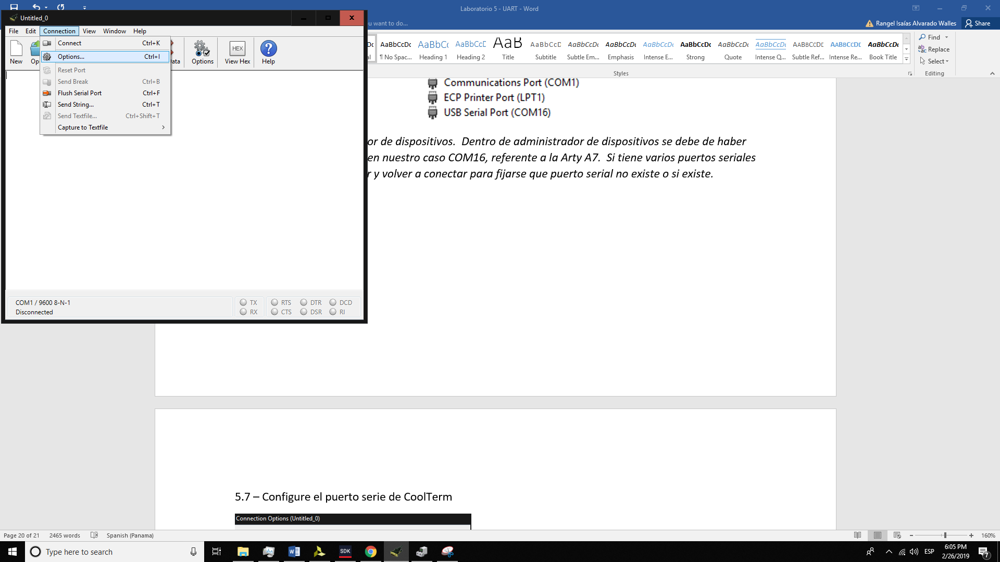 Laboratorio 5 - UART - Word
Untitled_0
u want to do...
Rangel Isaías Alvarado Walles
Share
File Edit Connection View Window Help
New
Op
Connect Ctrl+K
Options... Ctrl+I
Reset Port
Send Break Ctrl+B
Flush Serial Port Ctrl+F
Send String... Ctrl+T
Send Textfile... Ctrl+Shift+T
Capture to Textfile
ata
Options
HEX
View Hex
Help
AaBbCcDc AaBbCcDc AaBbCc AaBbCcD AaB AaBbCcD AaBbCcDc AaBbCcDc AaBbCcDc AaBbCcDc AaBbCcDc AaBbCcDc AABBCCDC AABBCCDC AaBbCcDc
¶ No Spac... Heading 1 Heading 2 Title Subtitle Subtle Em... Emphasis Intense E... Strong Quote Intense Q... Subtle Ref... Intense Re... Book Title
Styles
Find
Replace
Select
Editing
Communications Port (COM1)
ECP Printer Port (LPT1)
USB Serial Port (COM16)
or de dispositivos. Dentro de administrador de dispositivos se debe de haber
en nuestro caso COM16, referente a la Arty A7. Si tiene varios puertos seriales
r y volver a conectar para fijarse que puerto serial no existe o si existe.
COM1 / 9600 8-N-1
Disconnected
TX RTS DTR DCD
RX CTS DSR RI
5.7 – Configure el puerto serie de CoolTerm
Connection Options (Untitled_0)
Page 20 of 21 2465 words Spanish (Panama)
160%
Type here to search
SDK
ESP
6:05 PM
2/26/2019
7